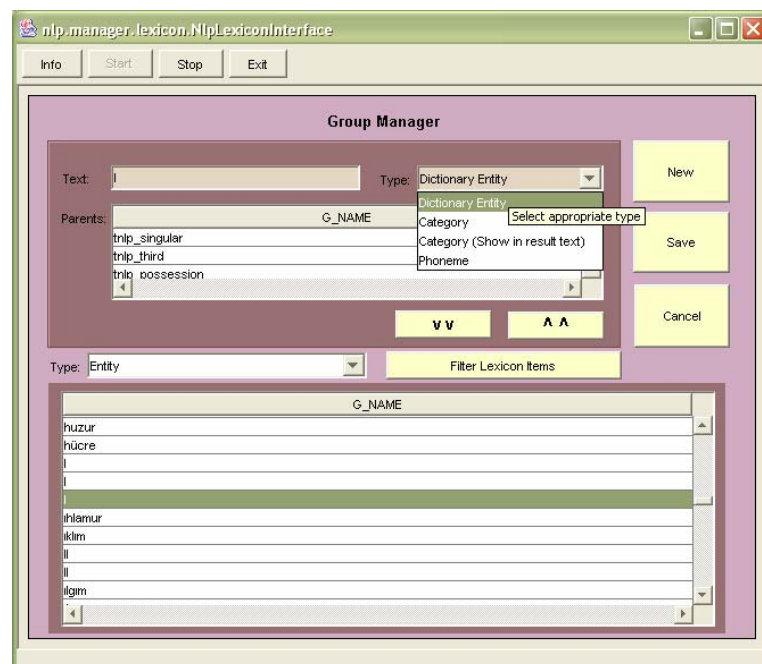 nlp.manager.lexicon.NlpLexiconInterface
Info Start Stop Exit
Group Manager
Text: I Type: Dictionary Entity
New
Dictionary Entity
Select appropriate type
Category
Category (Show in result text)
Phoneme
Parents: G_NAME
tnlp_singular
tnlp_third
tnlp_possession
Save
v v ʌ ʌ
Cancel
Type: Entity Filter Lexicon Items
G_NAME
huzur
hücre
I
I
I
ıhlamur
ıklım
II
II
ılgım